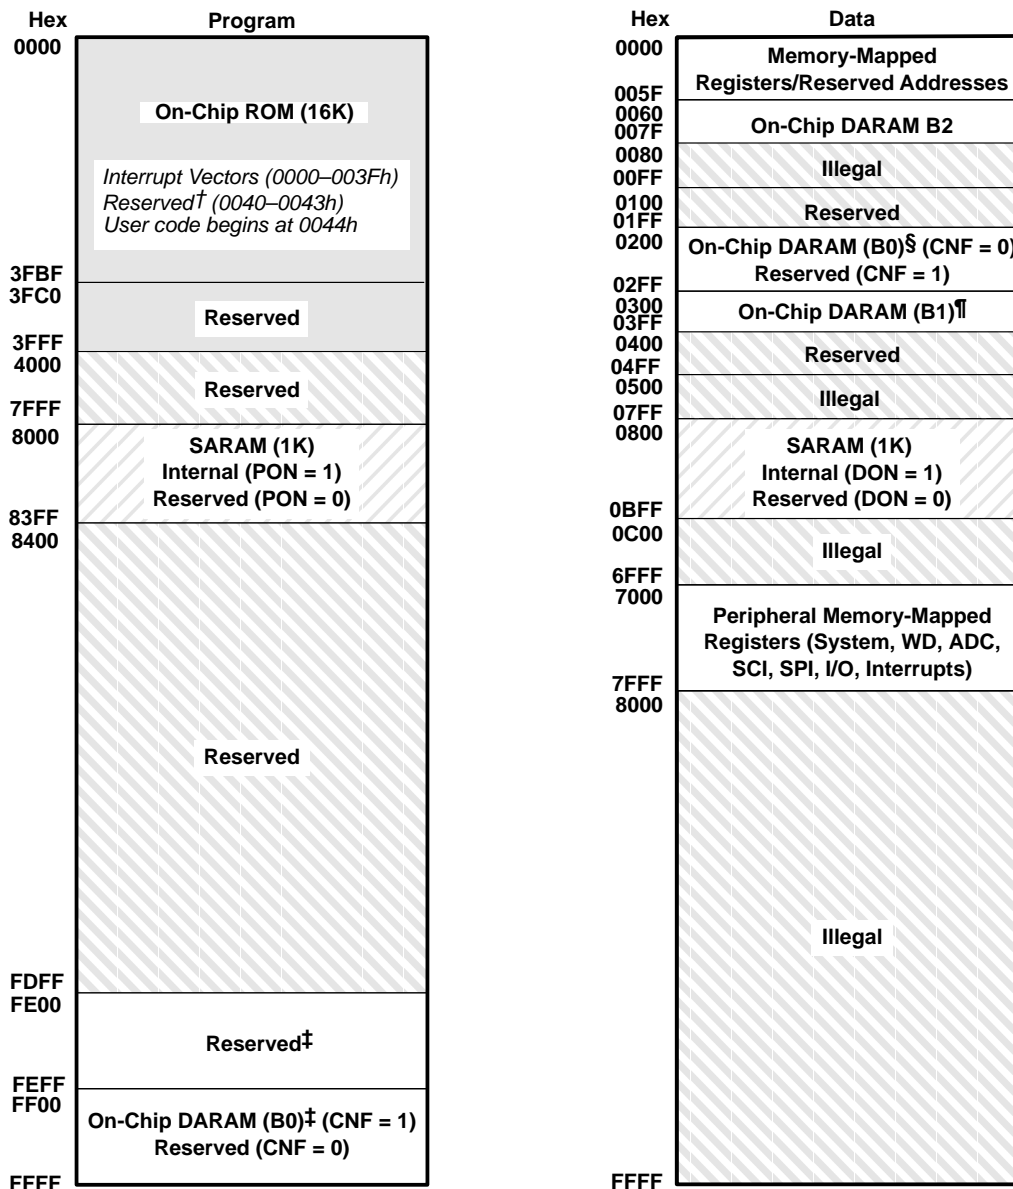 Hex Program
0000
On-Chip ROM (16K)
Interrupt Vectors (0000–003Fh)
Reserved† (0040–0043h)
User code begins at 0044h
3FBF
3FC0
Reserved
3FFF
4000
Reserved
7FFF
8000
SARAM (1K)
Internal (PON = 1)
Reserved (PON = 0)
83FF
8400
Reserved
FDFF
FE00
Reserved‡
FEFF
FF00
On-Chip DARAM (B0)‡ (CNF = 1)
Reserved (CNF = 0)
FFFF
Hex Data
0000
Memory-Mapped
Registers/Reserved Addresses
005F
0060
On-Chip DARAM B2
007F
0080
Illegal
00FF
0100
Reserved
01FF
0200
On-Chip DARAM (B0)§ (CNF = 0)
Reserved (CNF = 1)
02FF
0300
On-Chip DARAM (B1)¶
03FF
0400
Reserved
04FF
0500
Illegal
07FF
0800
SARAM (1K)
Internal (DON = 1)
Reserved (DON = 0)
0BFF
0C00
Illegal
6FFF
7000
Peripheral Memory-Mapped
Registers (System, WD, ADC,
SCI, SPI, I/O, Interrupts)
7FFF
8000
Illegal
FFFF